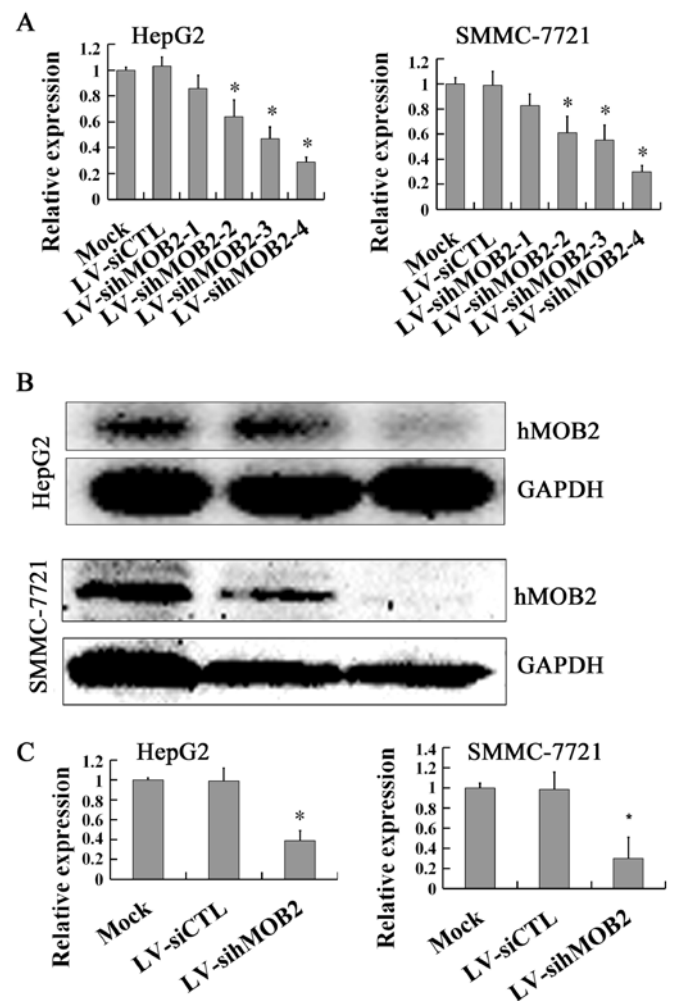 A
HepG2
Relative expression
1.2
1
0.8
0.6
0.4
0.2
0
*
*
*
Mock
LV-siCTL
LV-sihMOB2-1
LV-sihMOB2-2
LV-sihMOB2-3
LV-sihMOB2-4
SMMC-7721
Relative expression
1.2
1
0.8
0.6
0.4
0.2
0
*
*
*
Mock
LV-siCTL
LV-sihMOB2-1
LV-sihMOB2-2
LV-sihMOB2-3
LV-sihMOB2-4
B
HepG2
hMOB2
GAPDH
SMMC-7721
hMOB2
GAPDH
C
HepG2
Relative expression
1.2
1
0.8
0.6
0.4
0.2
0
*
Mock
LV-siCTL
LV-sihMOB2
SMMC-7721
Relative expression
1.4
1.2
1
0.8
0.6
0.4
0.2
0
*
Mock
LV-siCTL
LV-sihMOB2